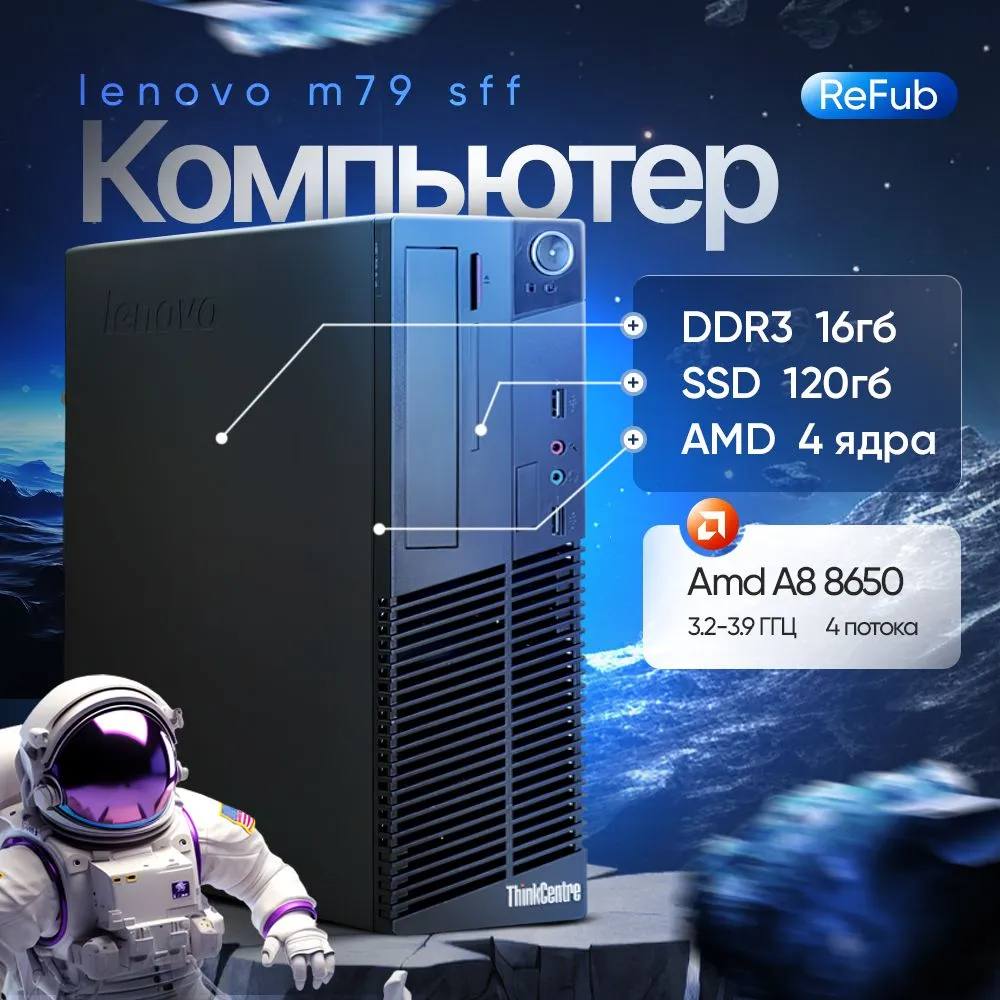 lenovo m79 sff
ReFub
Компьютер
lenovo
DDR3 16гб
SSD 120гб
AMD 4 ядра
Amd A8 8650
3.2-3.9 ГГЦ 4 потока
ThinkCentre